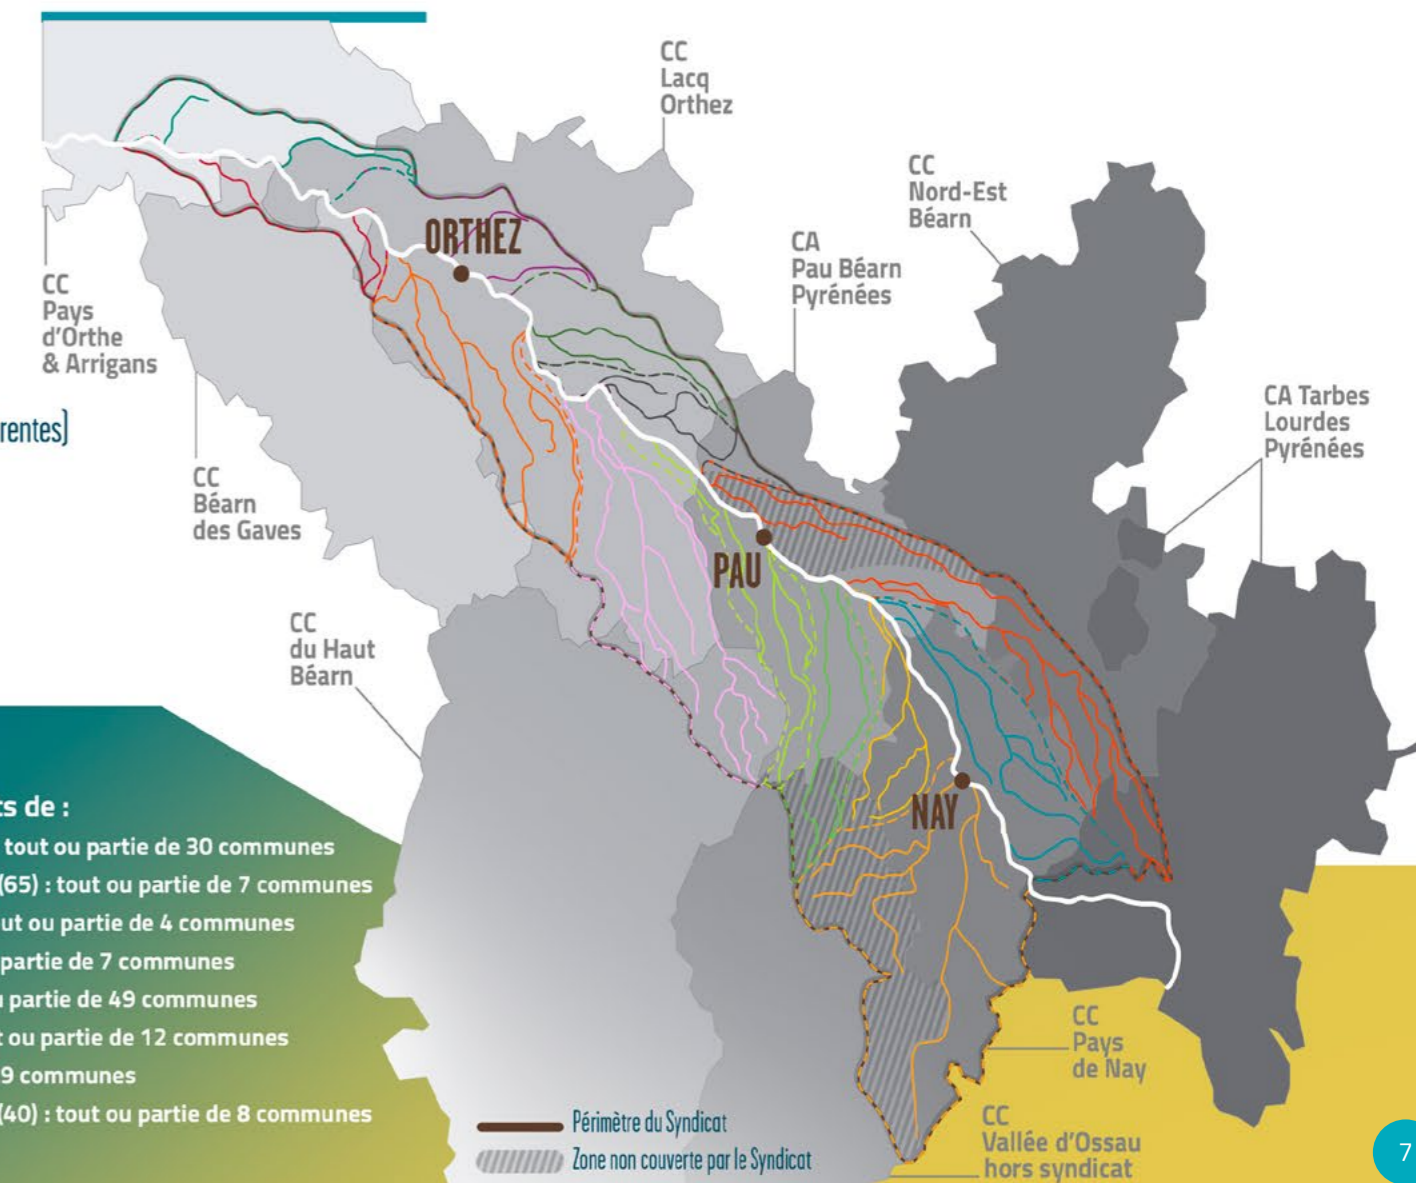 CC
Lacq
Orthez
CC
Nord-Est
Béarn
CA
Pau Béarn
Pyrénées
ORTHEZ
CC
Pays
d'Orthe
& Arrigans
CA Tarbes
Lourdes
Pyrénées
rentes)
CC
Béarn
des Gaves
PAU
CC
du Haut
Béarn
NAY
ts de :
tout ou partie de 30 communes
(65) : tout ou partie de 7 communes
out ou partie de 4 communes
partie de 7 communes
u partie de 49 communes
t ou partie de 12 communes
9 communes
(40) : tout ou partie de 8 communes
CC
Pays
de Nay
CC
Vallée d'Ossau
hors syndicat
Périmètre du Syndicat
Zone non couverte par le Syndicat
7